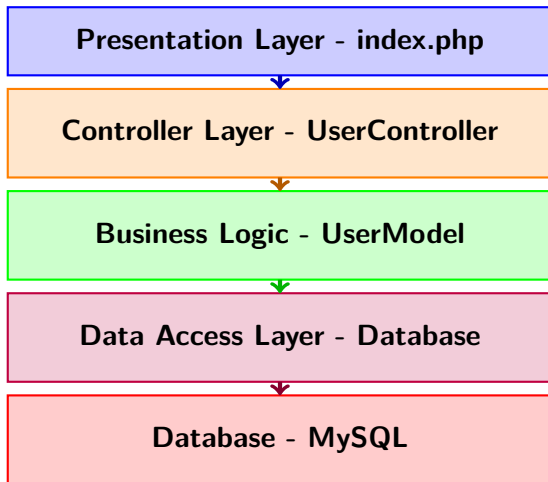 Presentation Layer - index.php
Controller Layer - UserController
Business Logic - UserModel
Data Access Layer - Database
Database - MySQL